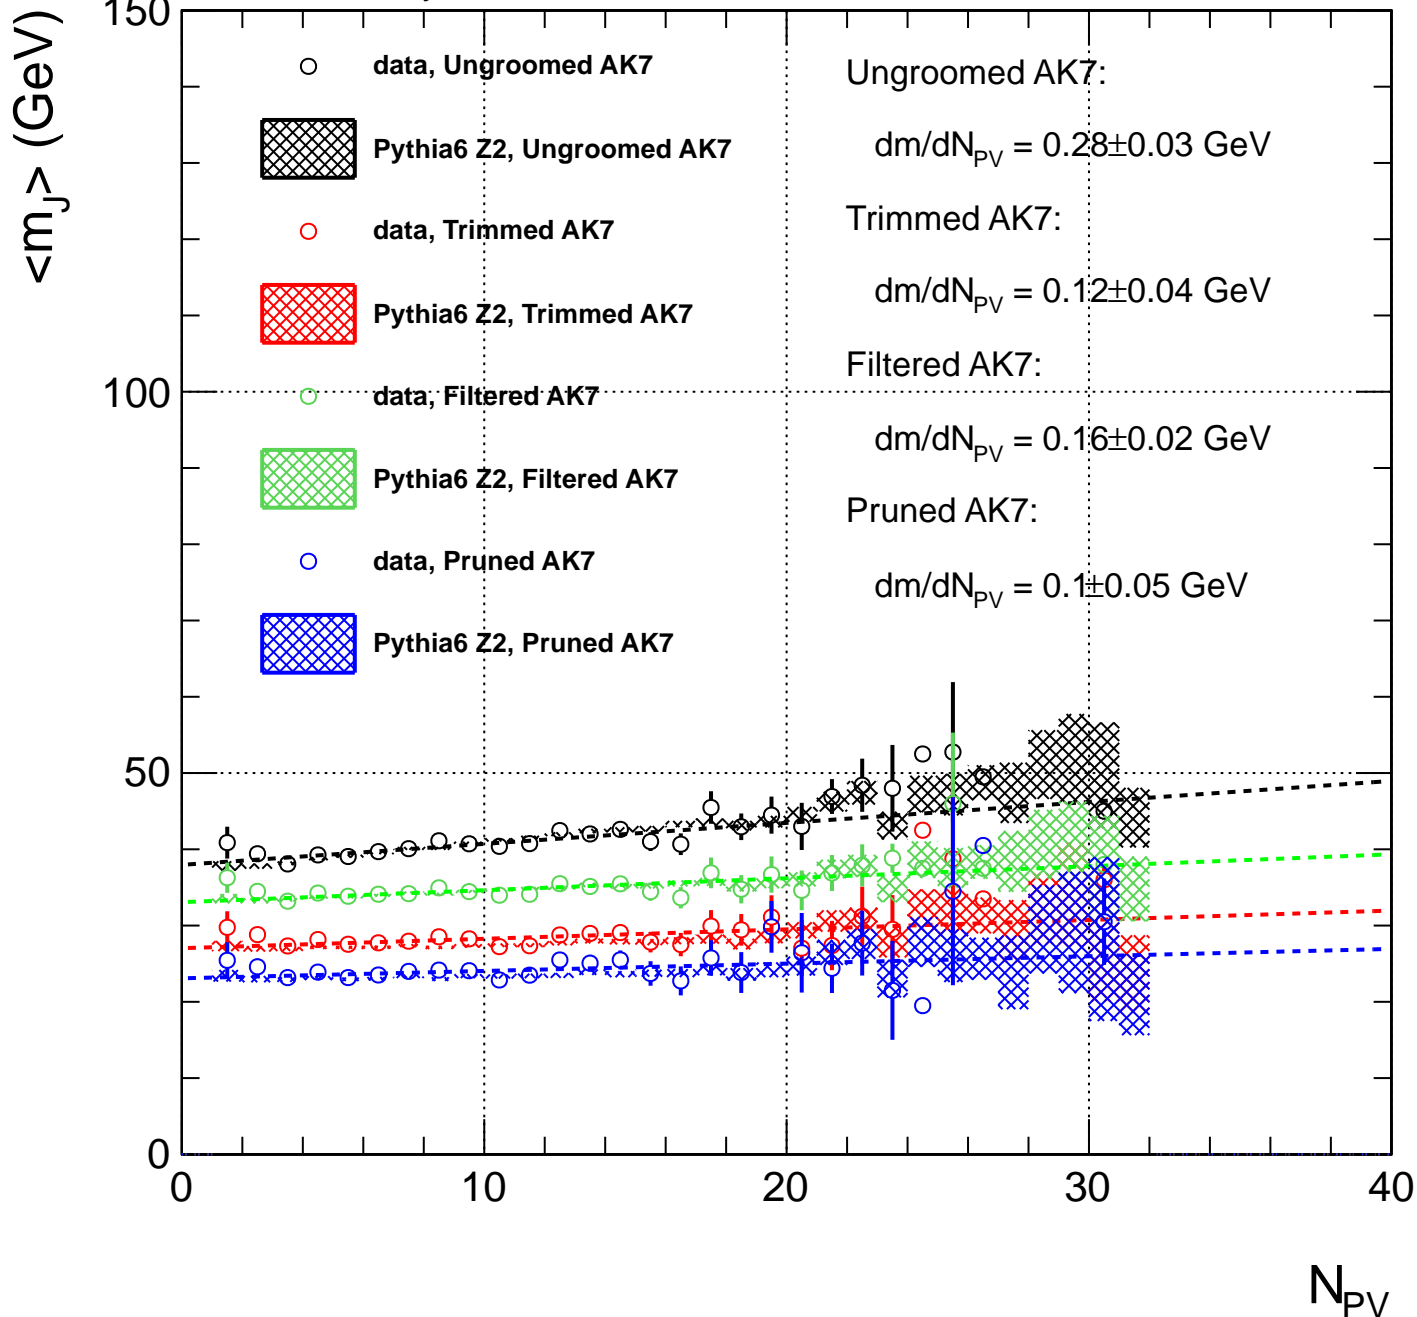 <m_J> (GeV)
150
100
50
0
data, Ungroomed AK7
Pythia6 Z2, Ungroomed AK7
data, Trimmed AK7
Pythia6 Z2, Trimmed AK7
data, Filtered AK7
Pythia6 Z2, Filtered AK7
data, Pruned AK7
Pythia6 Z2, Pruned AK7
Ungroomed AK7:
dm/dN_PV = 0.28±0.03 GeV
Trimmed AK7:
dm/dN_PV = 0.12±0.04 GeV
Filtered AK7:
dm/dN_PV = 0.16±0.02 GeV
Pruned AK7:
dm/dN_PV = 0.1±0.05 GeV
0 10 20 30 40
N_PV